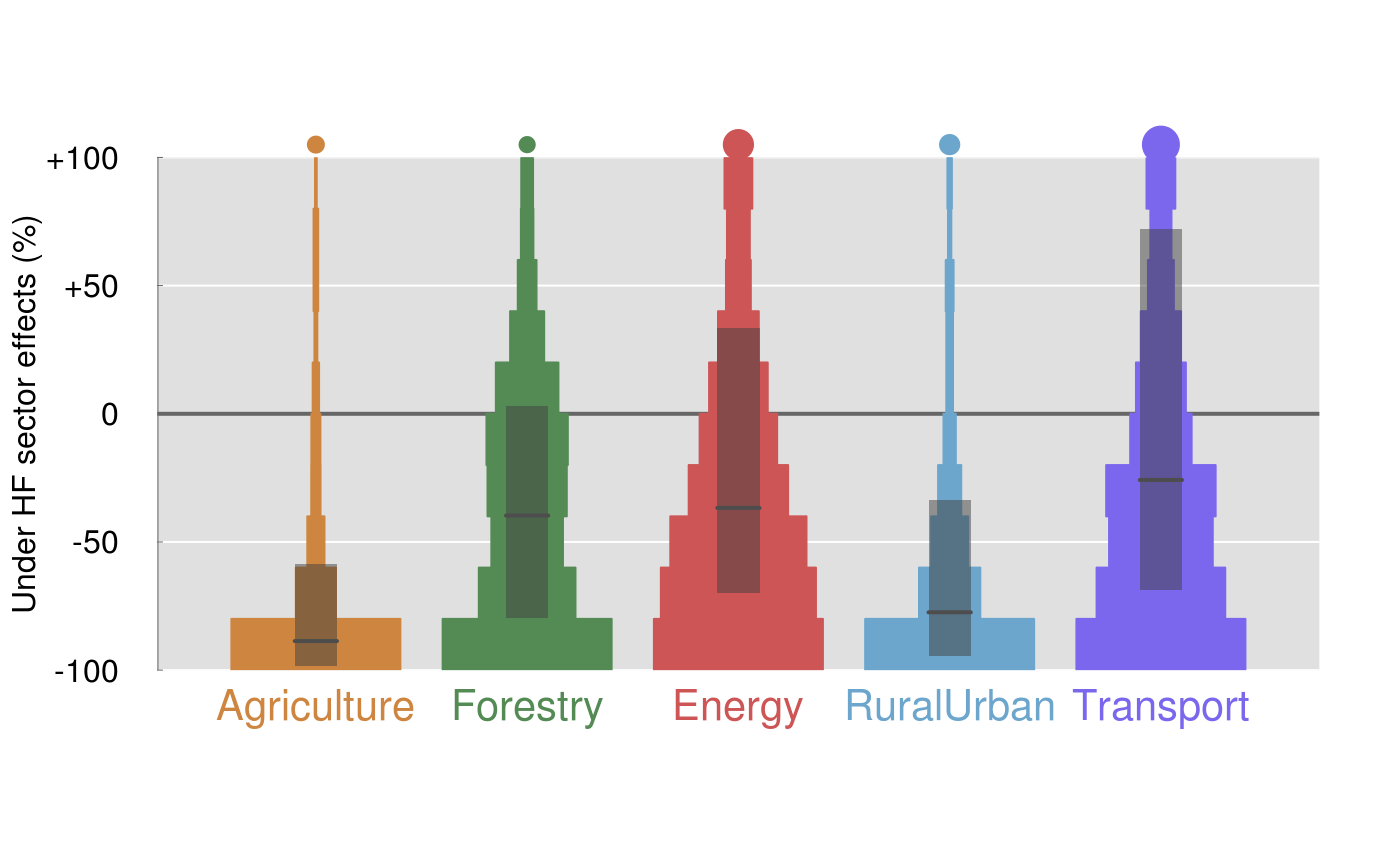 Under HF sector effects (%)
+100
+50
0
-50
-100
Agriculture Forestry Energy RuralUrban Transport